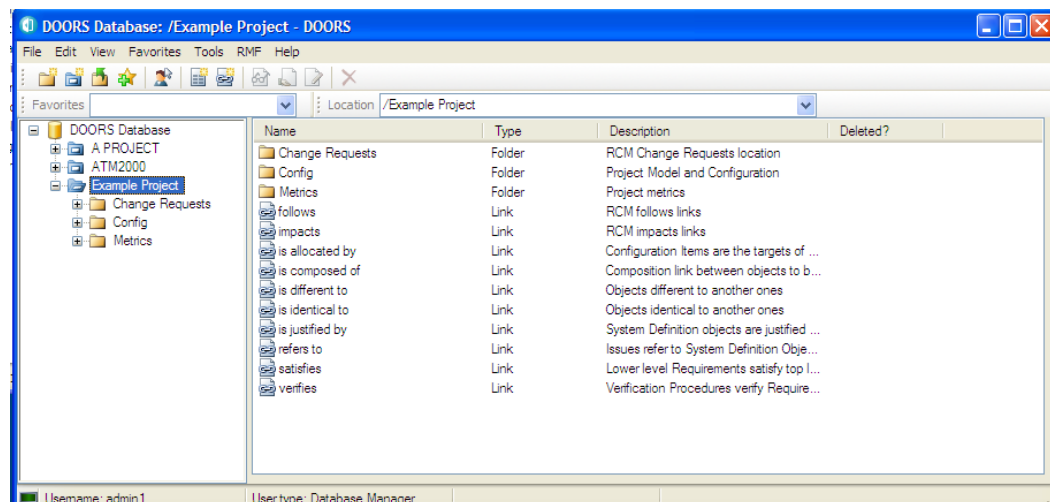 DOORS Database: /Example Project - DOORS
File Edit View Favorites Tools RMF Help
Favorites Location /Example Project
DOORS Database
A PROJECT
ATM2000
Example Project
Change Requests
Config
Metrics
Name Type Description Deleted?
Change Requests Folder RCM Change Requests location
Config Folder Project Model and Configuration
Metrics Folder Project metrics
follows Link RCM follows links
impacts Link RCM impacts links
is allocated by Link Configuration Items are the targets of ...
is composed of Link Composition link between objects to b...
is different to Link Objects different to another ones
is identical to Link Objects identical to another ones
is justified by Link System Definition objects are justified ...
refers to Link Issues refer to System Definition Obje...
satisfies Link Lower level Requirements satisfy top l...
verifies Link Verification Procedures verify Require...
Username: admin1 User type: Database Manager